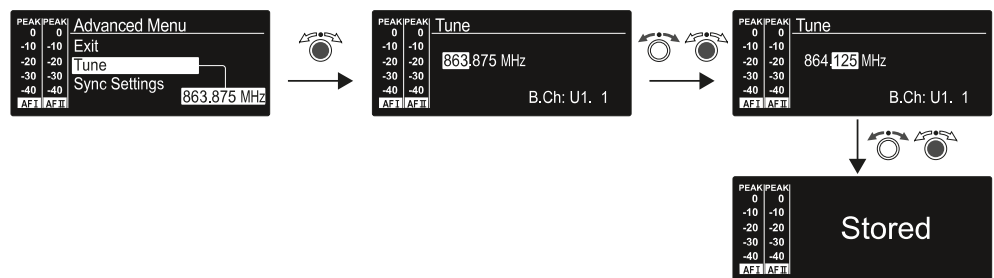 PEAK PEAK Advanced Menu
0 0 Exit
-10 -10
-20 -20 Tune
-30 -30 Sync Settings
-40 -40 863.875 MHz
AF I AF II
PEAK PEAK Tune
0 0
-10 -10
-20 -20 863.875 MHz
-30 -30
-40 -40 B.Ch: U1. 1
AF I AF II
PEAK PEAK Tune
0 0
-10 -10
-20 -20 864.125 MHz
-30 -30
-40 -40 B.Ch: U1. 1
AF I AF II
PEAK PEAK
0 0
-10 -10
-20 -20 Stored
-30 -30
-40 -40
AF I AF II